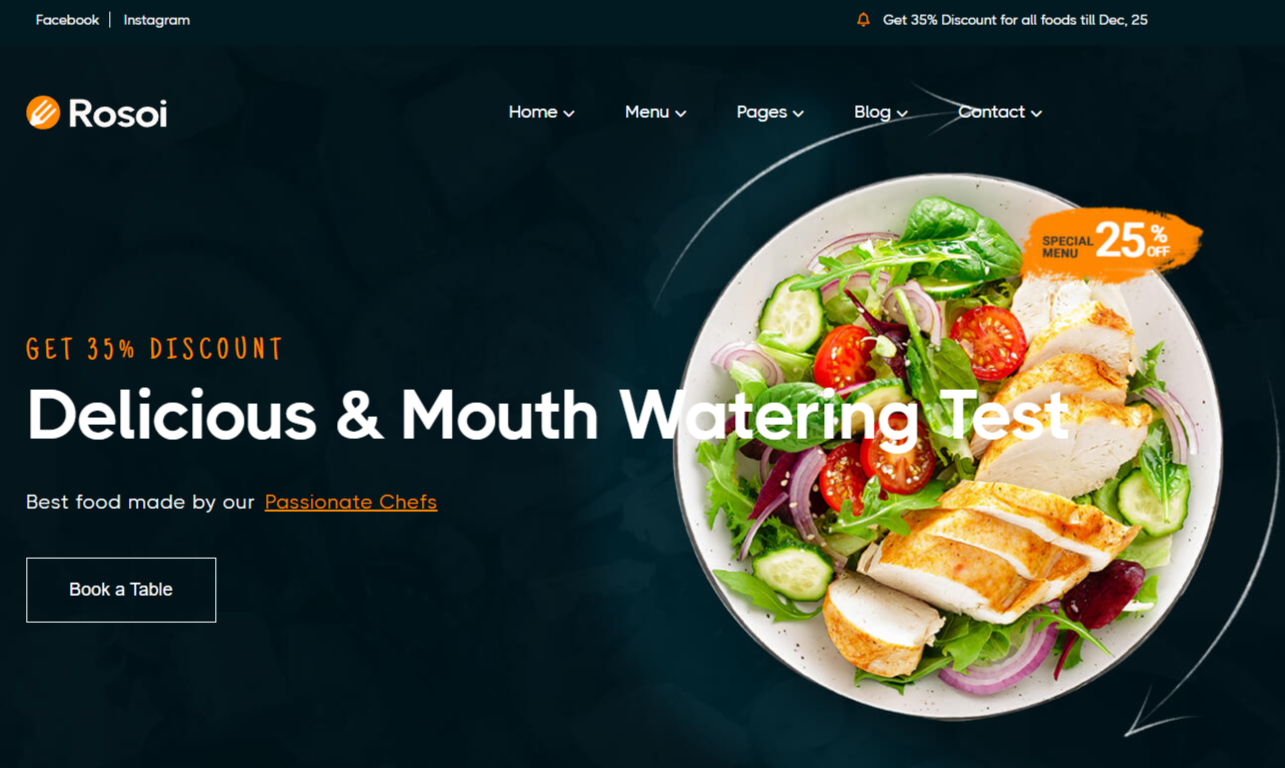 Facebook | Instagram
Get 35% Discount for all foods till Dec, 25
Rosoi
Home Menu Pages Blog Contact
SPECIAL MENU 25% OFF
GET 35% DISCOUNT
Delicious & Mouth Watering Test
Best food made by our Passionate Chefs
Book a Table